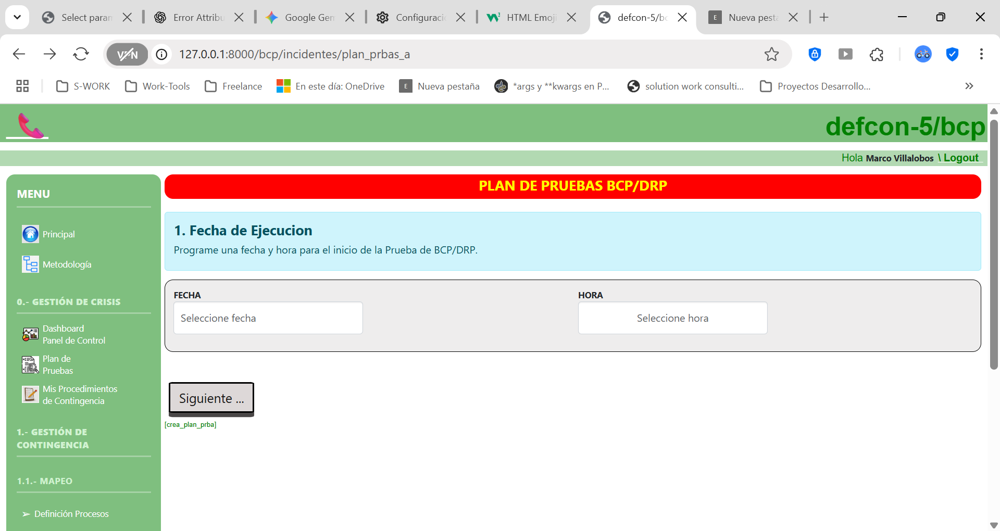 Select paran
Error Attribu
Google Gen
Configuració
HTML Emoji
defcon-5/bc
Nueva pesta
VPN
127.0.0.1:8000/bcp/incidentes/plan_prbas_a
S-WORK
Work-Tools
Freelance
En este día: OneDrive
E
Nueva pestaña
*args y **kwargs en P...
solution work consulti...
Proyectos Desarrollo...
defcon-5/bcp
Hola Marco Villalobos \ Logout
MENU
Principal
Metodología
0.- GESTIÓN DE CRISIS
Dashboard
Panel de Control
Plan de
Pruebas
Mis Procedimientos
de Contingencia
1.- GESTIÓN DE
CONTINGENCIA
1.1.- MAPEO
➢ Definición Procesos
PLAN DE PRUEBAS BCP/DRP
1. Fecha de Ejecucion
Programe una fecha y hora para el inicio de la Prueba de BCP/DRP.
FECHA
HORA
Seleccione fecha
Seleccione hora
Siguiente ...
[crea_plan_prba]